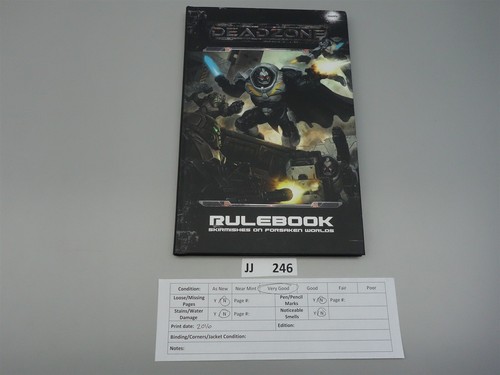 DEADZONE
RULEBOOK
SKIRMISHES ON FORSAKEN WORLDS
JJ 246
Condition: As New Near Mint Very Good Good Fair Poor
Loose/Missing Pages Y / N Page #: Pen/Pencil Marks Y / N Page #:
Stains/Water Damage Y / N Page #: Noticeable Smells Y / N
Print date: 2016 Edition:
Binding/Corners/Jacket Condition:
Notes: